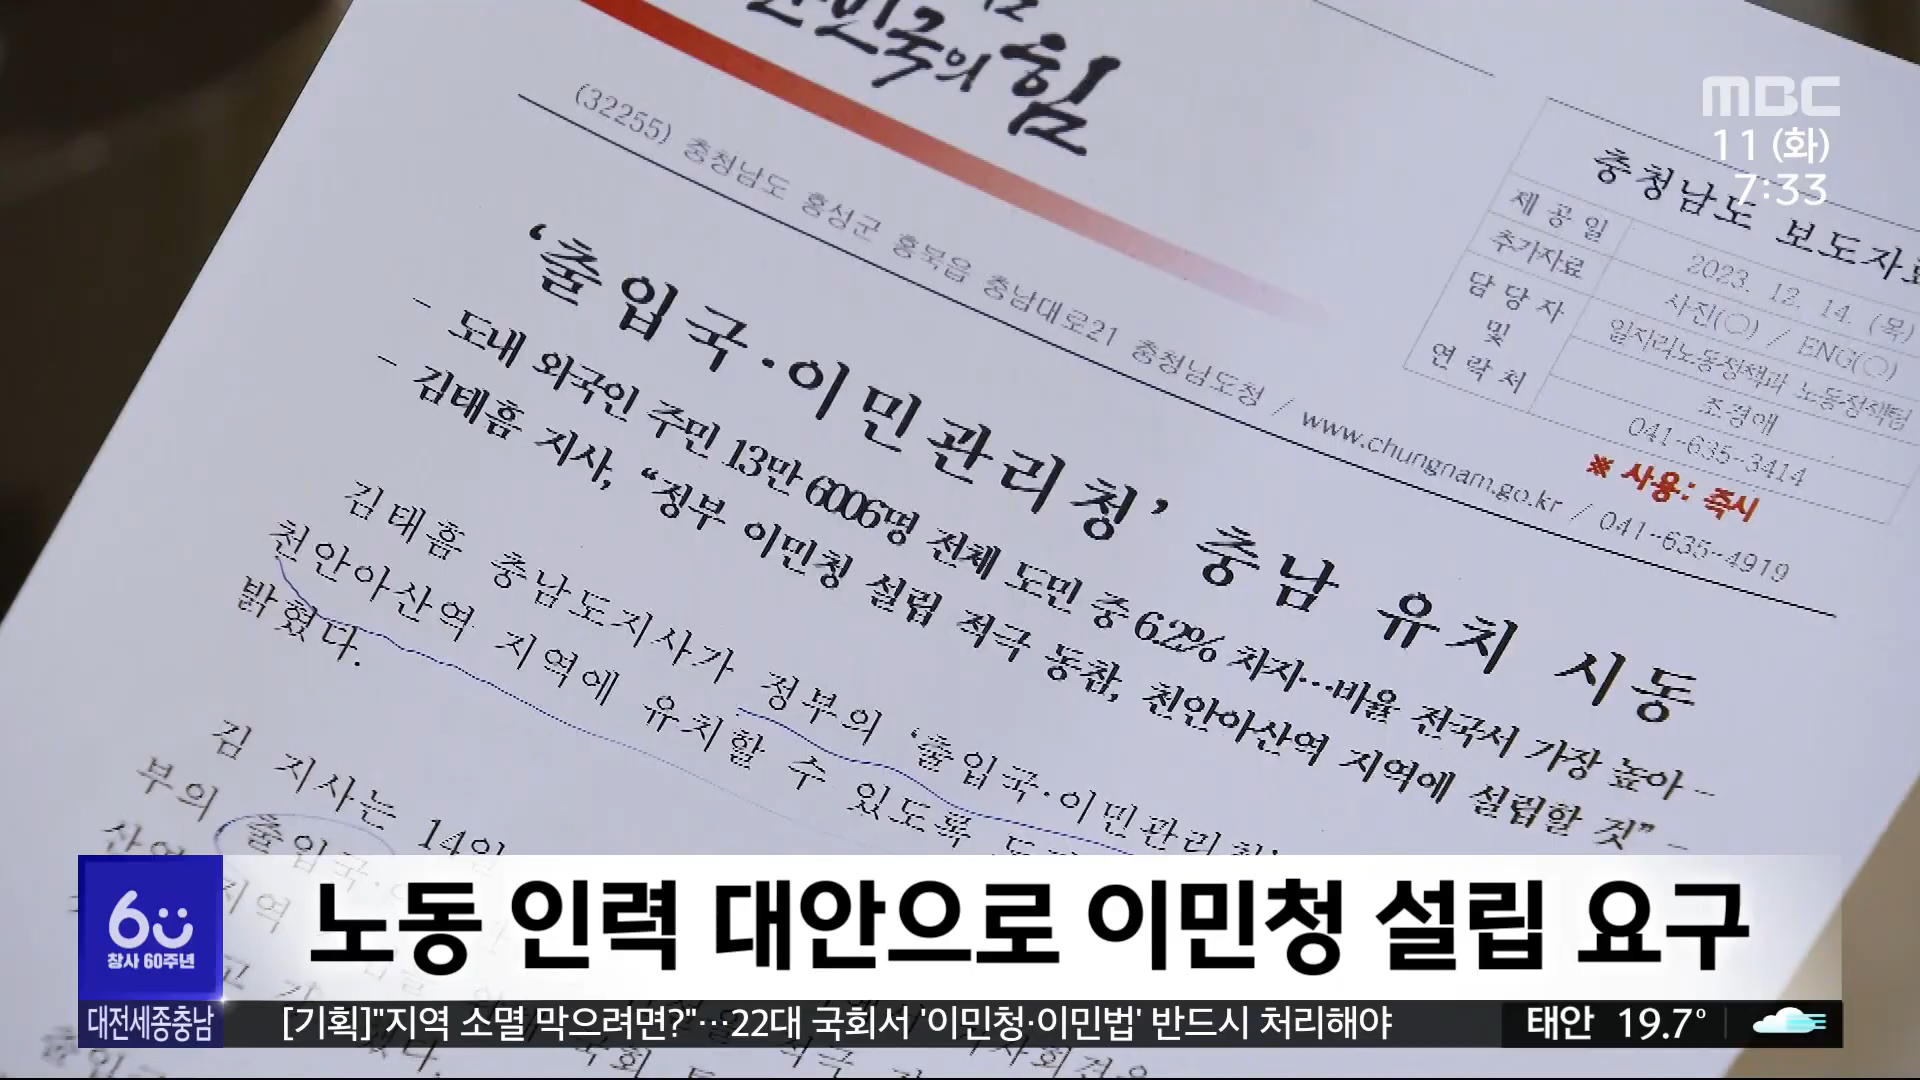 민국의 힘
MBC
11 (화)
7:33
(32255) 충청남도 홍성군 홍북읍 충남대로21 충청남도청 / www.chungnam.go.kr / 041-635-4919
충청남도 보도자료
제 공 일 2023. 12. 14. (목)
추가자료 사진(○) / ENG(○)
담 당 자 및 연 락 처 일자리노동정책과 노동정책팀
조경애
041-635-3414
※ 사용: 즉시
‘출입국·이민관리청’ 충남 유치 시동
- 도내 외국인 주민 13만 6006명 전체 도민 중 6.2% 차지…비율 전국서 가장 높아 -
- 김태흠 지사, “정부 이민청 설립 적극 동참, 천안아산역 지역에 설립할 것” -
김태흠 충남도지사가 정부의 ‘출입국·이민관리청’
천안아산역 지역에 유치할 수 있도록
밝혔다.
김 지사는 14일
부의 출입국
산역 지역
60
창사 60주년
노동 인력 대안으로 이민청 설립 요구
대전세종충남
[기획]"지역 소멸 막으려면?"…22대 국회서 '이민청·이민법' 반드시 처리해야
태안 19.7°